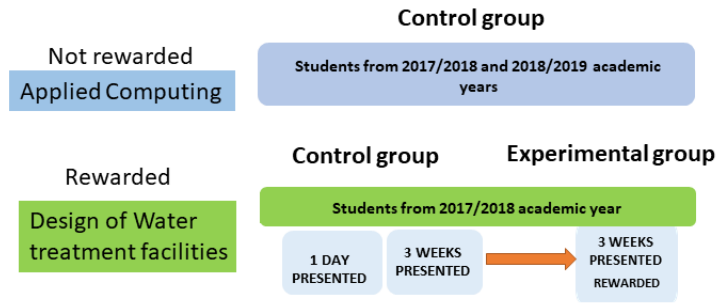 Control group
Not rewarded
Applied Computing
Students from 2017/2018 and 2018/2019 academic
years
Control group
Experimental group
Rewarded
Design of Water
treatment facilities
Students from 2017/2018 academic year
1 DAY
PRESENTED
3 WEEKS
PRESENTED
3 WEEKS
PRESENTED
REWARDED